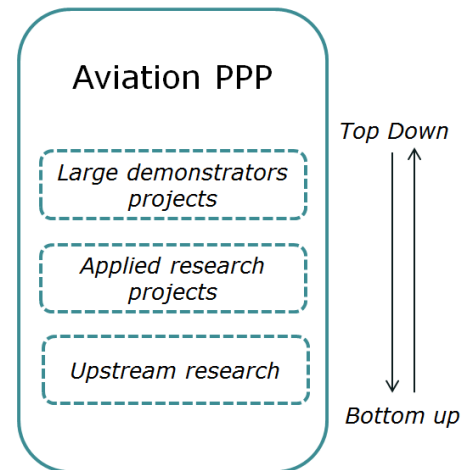 Aviation PPP
Top Down
Large demonstrators
projects
Applied research
projects
Upstream research
Bottom up